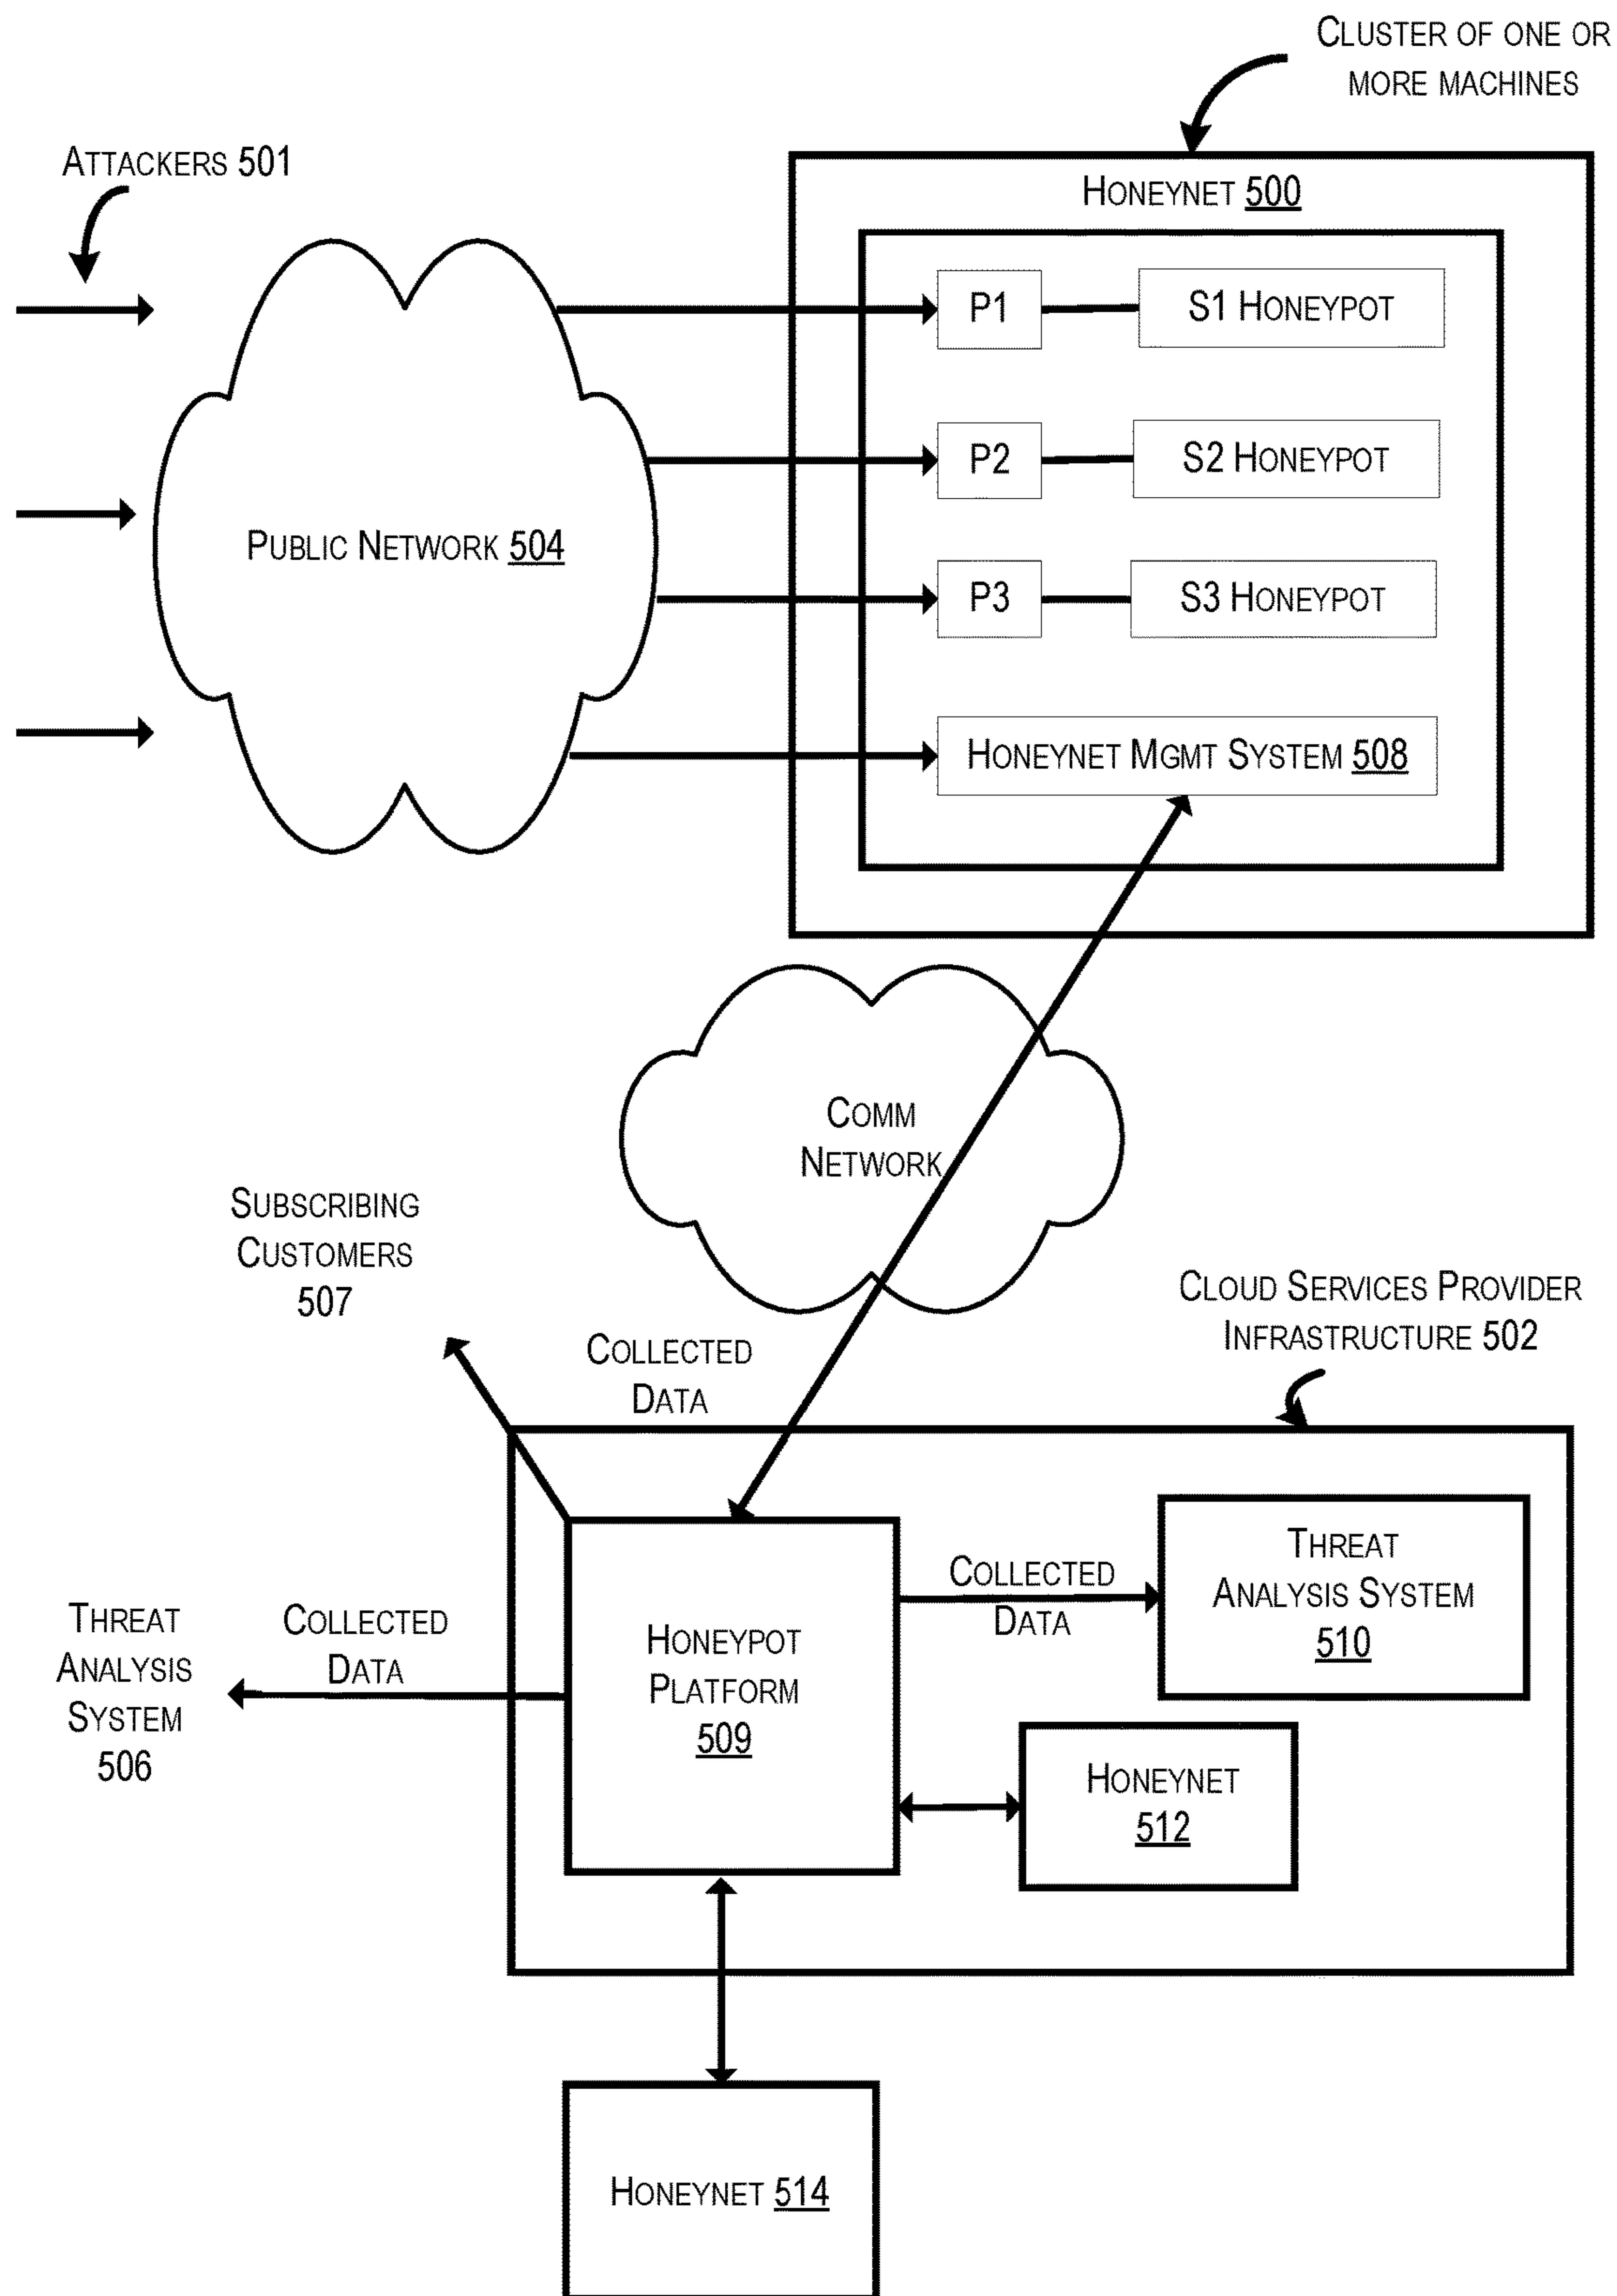 Cluster of one or
more machines
Attackers 501
Honeynet 500
P1
S1 Honeypot
P2
S2 Honeypot
Public Network 504
P3
S3 Honeypot
Honeynet Mgmt System 508
Comm
Network
Subscribing
Customers
507
Cloud Services Provider
Infrastructure 502
Collected
Data
Threat
Analysis System
510
Collected
Data
Threat
Analysis
System
506
Collected
Data
Honeypot
Platform
509
Honeynet
512
Honeynet 514